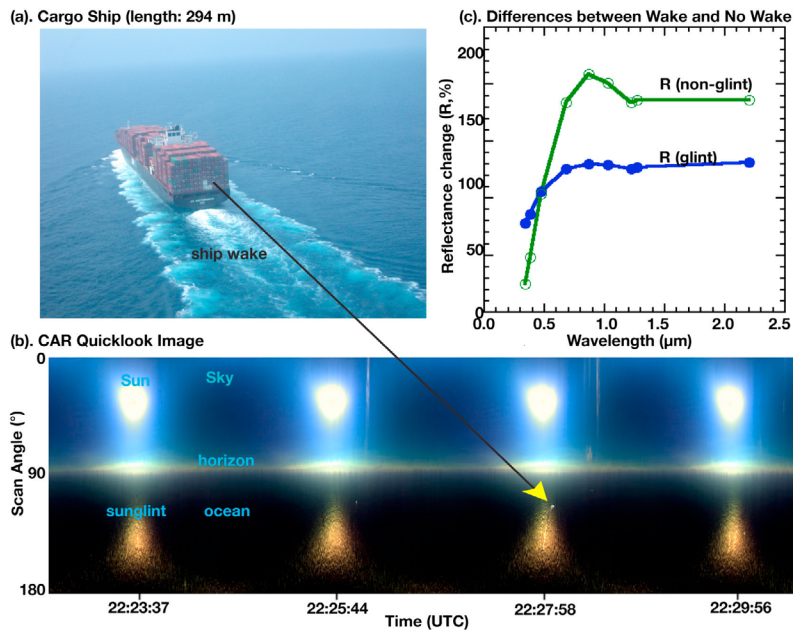 (a). Cargo Ship (length: 294 m)
ship wake
(c). Differences between Wake and No Wake
200
150
100
50
0
Reflectance change (R,%)
R (non-glint)
R (glint)
0.0 0.5 1.0 1.5 2.0 2.5
Wavelength (μm)
(b). CAR Quicklook Image
0
90
180
Scan Angle (°)
Sun Sky
horizon
sunglint ocean
22:23:37 22:25:44 22:27:58 22:29:56
Time (UTC)